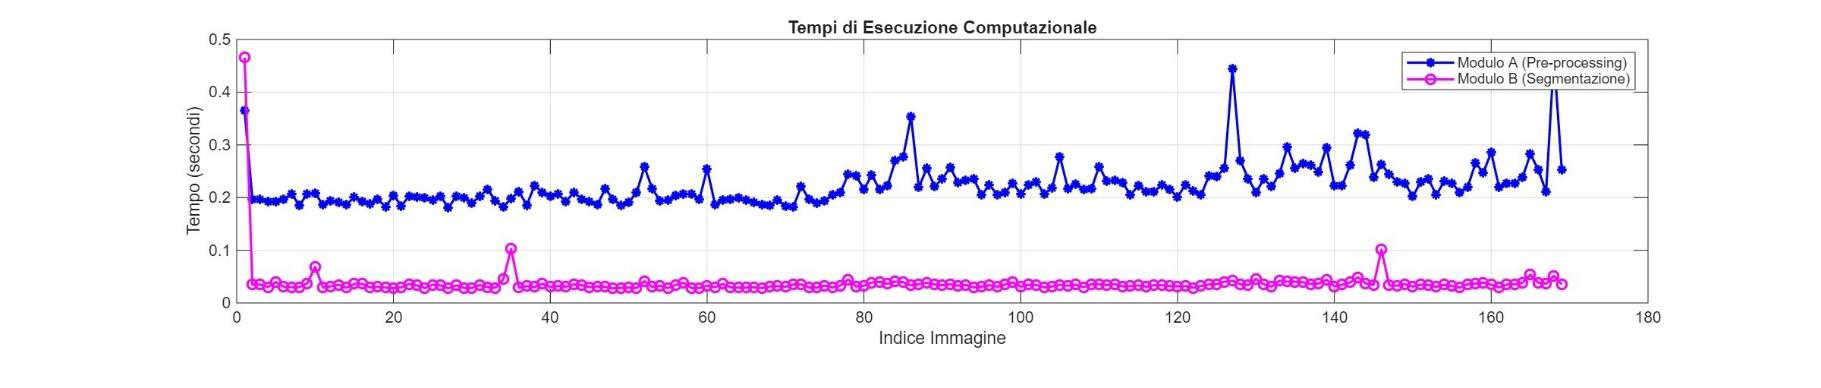 Tempi di Esecuzione Computazionale
0.5
0.4
0.3
0.2
0.1
0
Tempo (secondi)
Modulo A (Pre-processing)
Modulo B (Segmentazione)
0 20 40 60 80 100 120 140 160 180
Indice Immagine